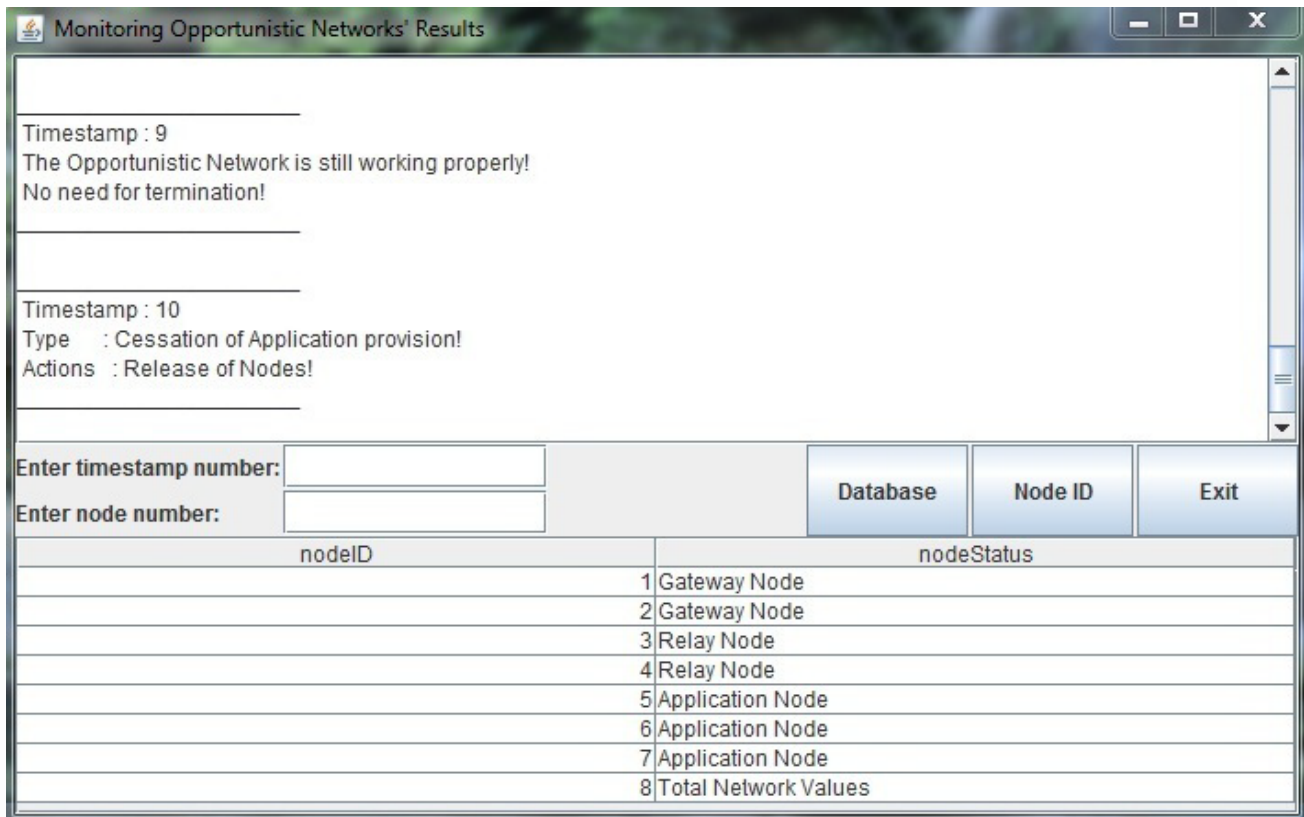 Monitoring Opportunistic Networks' Results
Timestamp : 9
The Opportunistic Network is still working properly!
No need for termination!
Timestamp : 10
Type : Cessation of Application provision!
Actions : Release of Nodes!
Enter timestamp number:
Enter node number:
Database Node ID Exit
nodeID nodeStatus
1 Gateway Node
2 Gateway Node
3 Relay Node
4 Relay Node
5 Application Node
6 Application Node
7 Application Node
8 Total Network Values